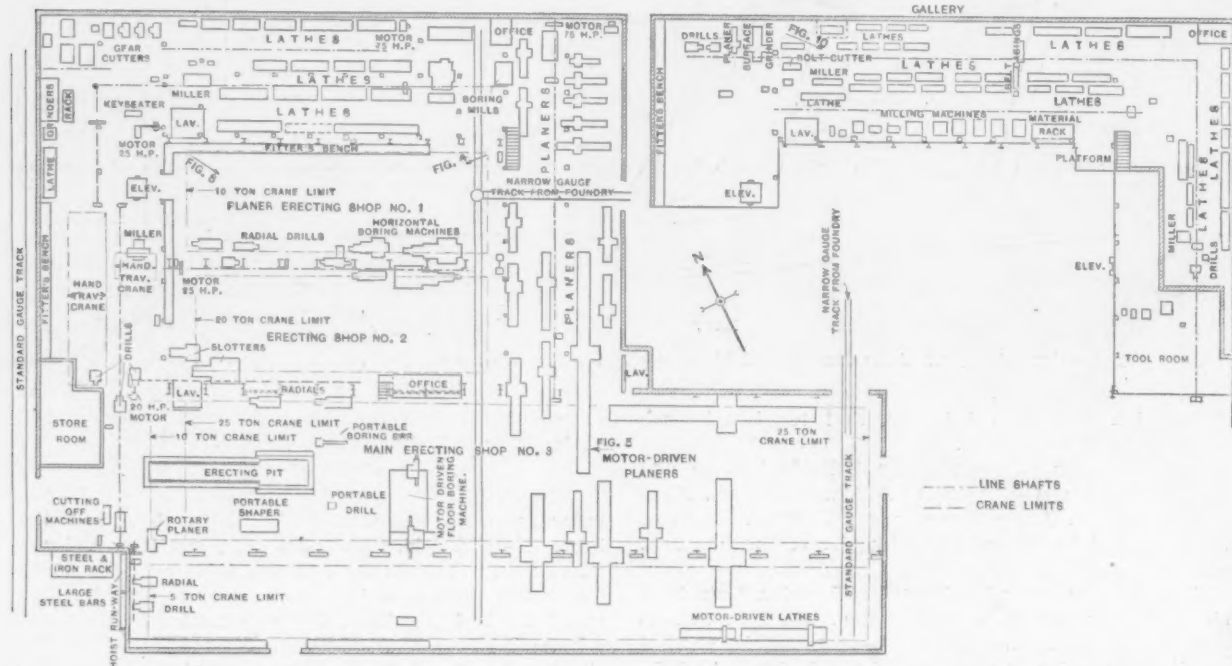 GALLERY
OFFICE
MOTOR
75 H.P.
MOTOR
25 H.P.
LATHES
GEAR
CUTTERS
LATHES
MILLER
BORING
MILLS
PLANERS
KEYSEATER
LATHES
GRINDERS
RACK
LAV.
MOTOR
25 H.P.
FITTER'S BENCH
LATHE
ELEV.
10 TON CRANE LIMIT
NARROW GAUGE
TRACK FROM FOUNDRY
PLANER ERECTING SHOP NO. 1
HORIZONTAL
BORING MACHINES
RADIAL DRILLS
MILLER
HAND
TRAV.
CRANE
HAND
TRAV.
CRANE
MOTOR
25 H.P.
PLANERS
STANDARD GAUGE TRACK
FITTER'S BENCH
20 TON CRANE LIMIT
ERECTING SHOP NO. 2
DRILLS
SLOTTERS
LAV.
RADIALS
OFFICE
LAV.
20 H.P.
MOTOR
STORE
ROOM
25 TON CRANE LIMIT
10 TON CRANE LIMIT
PORTABLE
BORING BAR
MAIN ERECTING SHOP NO. 3
MOTOR-DRIVEN
PLANERS
25 TON
CRANE LIMIT
ERECTING PIT
CUTTING
OFF
MACHINES
ROTARY
PLANER
PORTABLE
SHAPER
PORTABLE
DRILL
MOTOR DRIVEN
FLOOR BORING
MACHINE.
STEEL &
IRON RACK
LARGE
STEEL BARS
HOIST RUN-WAY
RADIAL
5 TON CRANE LIMIT
DRILL
MOTOR-DRIVEN LATHES
STANDARD GAUGE TRACK
NARROW GAUGE
TRACK FROM FOUNDRY
N
DRILLS
PLANER
SURFACE
GRINDER
FIG. 10
LATHES
LATHES
OFFICE
BOLT-CUTTER
LATHES
MILLER
LATHES
LATHE
FITTERS BENCH
LAV.
MILLING MACHINES
MATERIAL
RACK
PLATFORM
ELEV.
LATHES
MILLER
DRILLS
ELEV.
TOOL ROOM
LINE SHAFTS
CRANE LIMITS